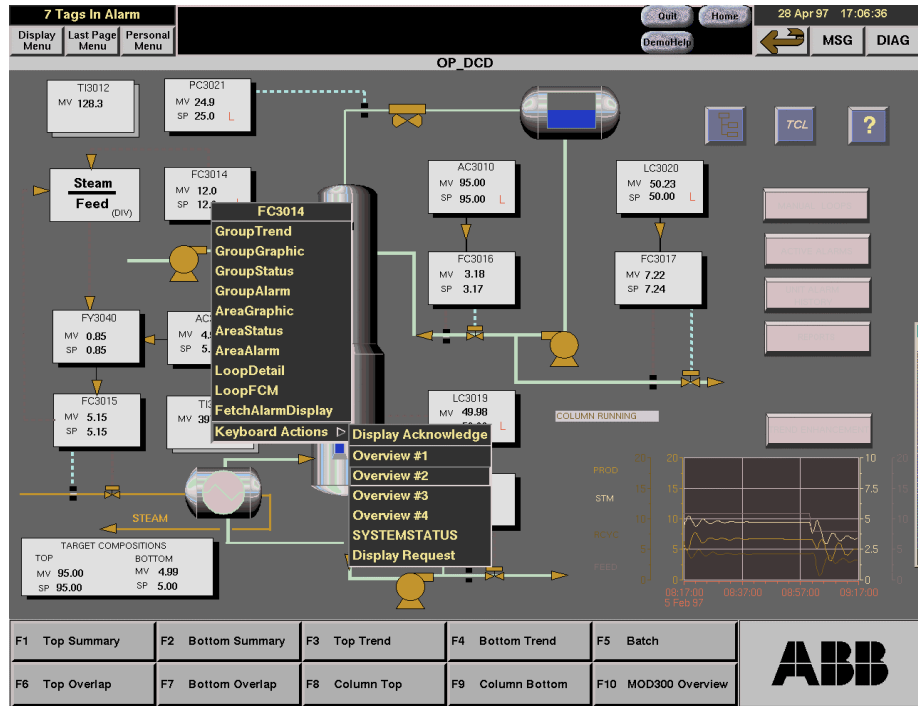 7 Tags In Alarm
Quit
Home
28 Apr 97 17:06:36
Display Menu
Last Page Menu
Personal Menu
DemoHelp
MSG
DIAG
OP_DCD
TI3012
MV 128.3
PC3021
MV 24.9
SP 25.0 L
TCL
?
Steam
Feed
(DIV)
FC3014
MV 12.0
SP
AC3010
MV 95.00
SP 95.00 L
LC3020
MV 50.23
SP 50.00 L
FC3014
GroupTrend
GroupGraphic
GroupStatus
GroupAlarm
AreaGraphic
AreaStatus
AreaAlarm
LoopDetail
LoopFCM
FetchAlarmDisplay
Keyboard Actions
Display Acknowledge
Overview #1
Overview #2
Overview #3
Overview #4
SYSTEMSTATUS
Display Request
FC3016
MV 3.18
SP 3.17
FC3017
MV 7.22
SP 7.24
FY3040
MV 0.85
SP 0.85
MV
SP
FC3015
MV 5.15
SP 5.15
MV
LC3019
MV 49.98
L
COLUMN RUNNING
STEAM
TARGET COMPOSITIONS
TOP BOTTOM
MV 95.00 MV 4.99
SP 95.00 SP 5.00
PROD
STM
FEED
20 20 10 20
15 7.5
10 5
5 2.5
0 0
08:17:00 08:37:00 08:57:00 09:17:00
5 Feb 97
F1 Top Summary
F2 Bottom Summary
F3 Top Trend
F4 Bottom Trend
F5 Batch
F6 Top Overlap
F7 Bottom Overlap
F8 Column Top
F9 Column Bottom
F10 MOD300 Overview
ABB